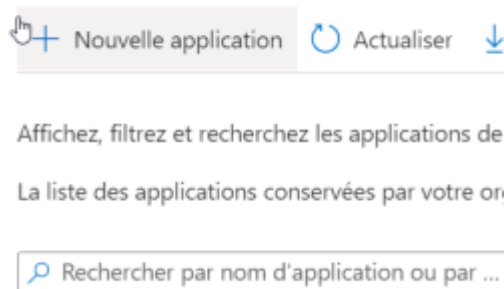 Nouvelle application Actualiser
Affichez, filtrez et recherchez les applications de
La liste des applications conservées par votre
Rechercher par nom d'application ou par ...